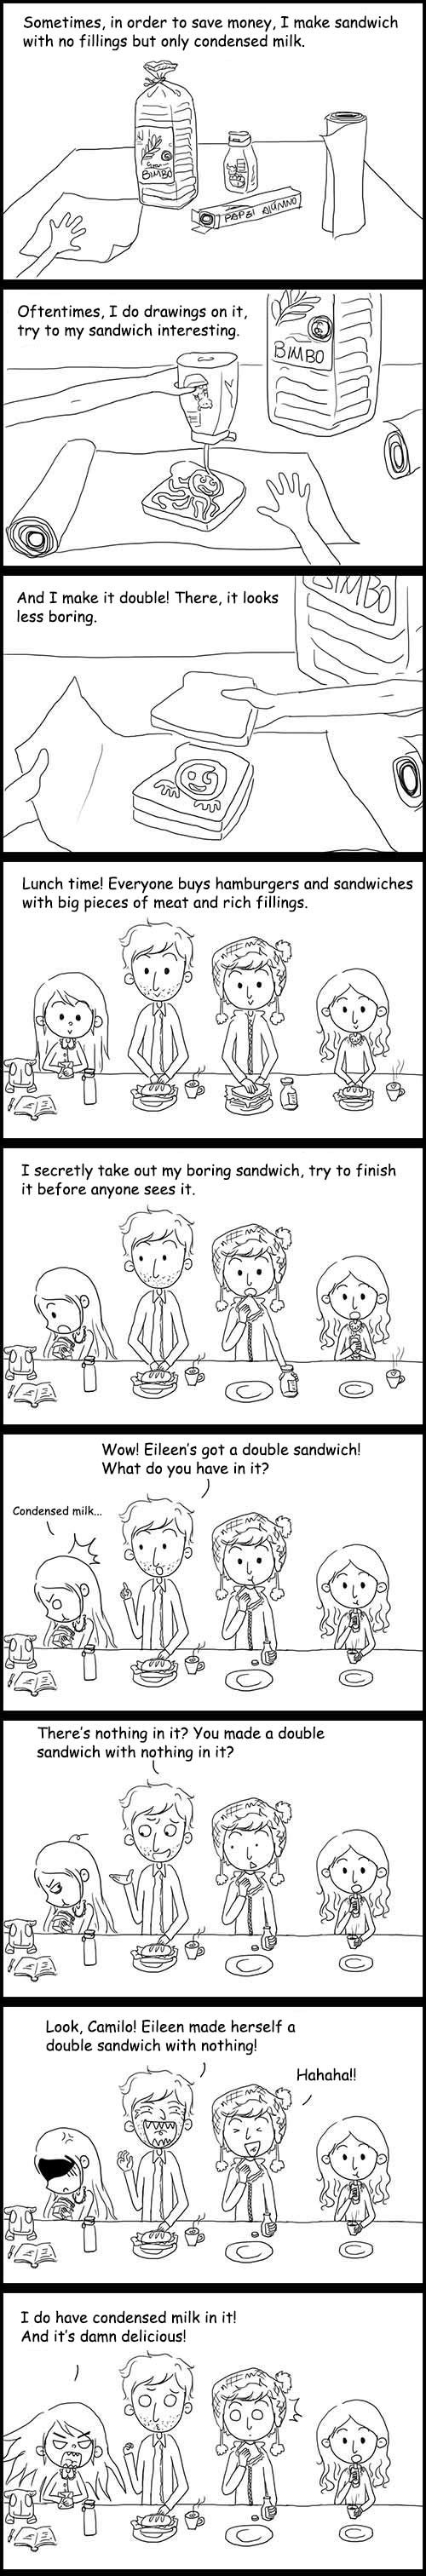 Sometimes, in order to save money, I make sandwich
with no fillings but only condensed milk.
BIMBO
PAPEL ALUMNO
Oftentimes, I do drawings on it,
try to my sandwich interesting.
BIMBO
And I make it double! There, it looks
less boring.
BIMBO
Lunch time! Everyone buys hamburgers and sandwiches
with big pieces of meat and rich fillings.
I secretly take out my boring sandwich, try to finish
it before anyone sees it.
Wow! Eileen's got a double sandwich!
What do you have in it?
Condensed milk...
There's nothing in it? You made a double
sandwich with nothing in it?
Look, Camilo! Eileen made herself a
double sandwich with nothing!
Hahaha!!
I do have condensed milk in it!
And it's damn delicious!